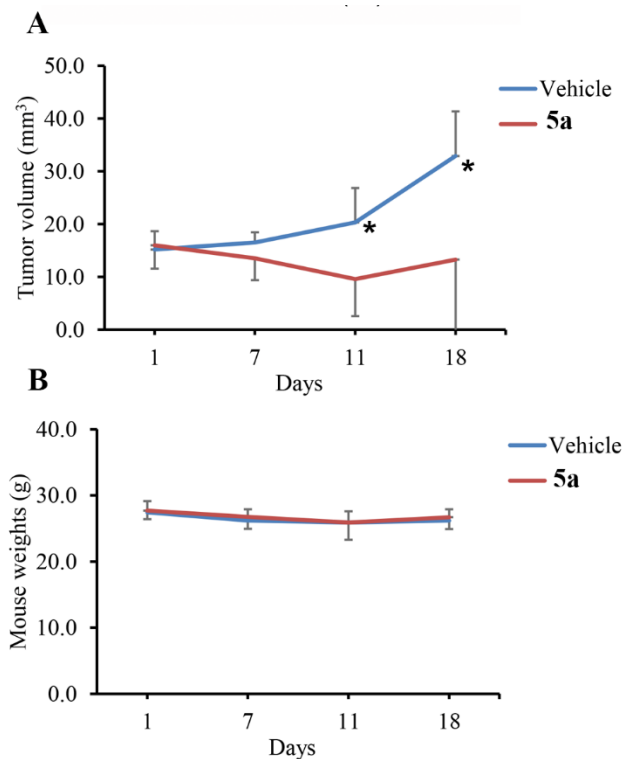 A
50.0
40.0
30.0
20.0
10.0
0.0
Tumor volume (mm³)
Vehicle
5a
*
*
1 7 11 18
Days
B
40.0
30.0
20.0
10.0
0.0
Mouse weights (g)
Vehicle
5a
1 7 11 18
Days